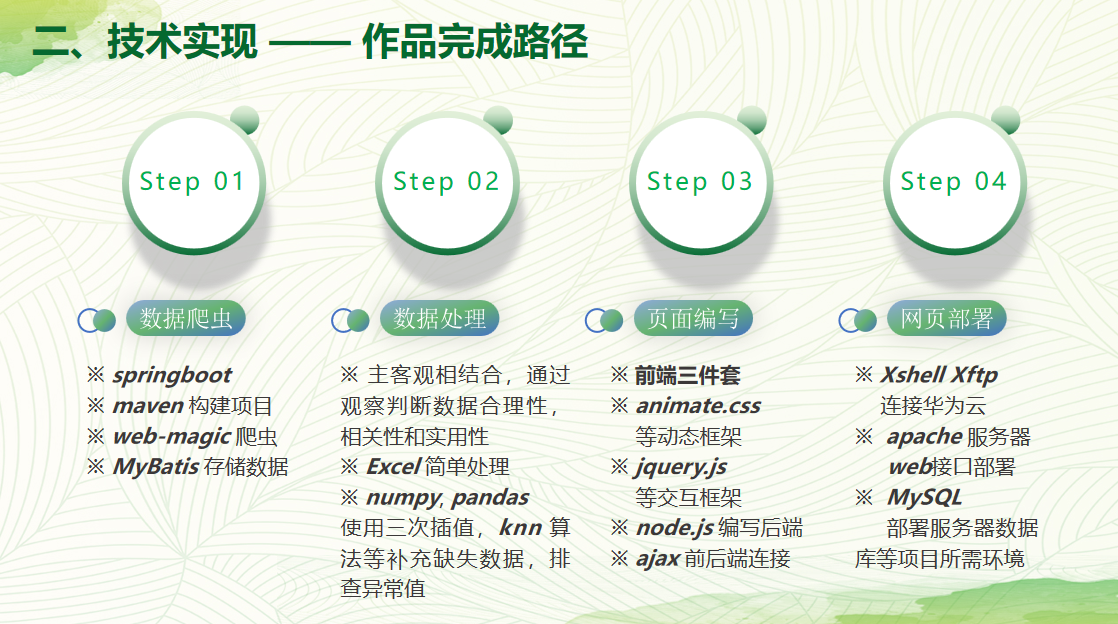 二、技术实现 —— 作品完成路径
Step 01
数据爬虫
※ springboot
※ maven 构建项目
※ web-magic 爬虫
※ MyBatis 存储数据
Step 02
数据处理
※ 主客观相结合，通过
观察判断数据合理性，
相关性和实用性
※ Excel 简单处理
※ numpy, pandas
使用三次插值，knn 算
法等补充缺失数据，排
查异常值
Step 03
页面编写
※ 前端三件套
※ animate.css
等动态框架
※ jquery.js
等交互框架
※ node.js 编写后端
※ ajax 前后端连接
Step 04
网页部署
※ Xshell Xftp
连接华为云
※ apache 服务器
web接口部署
※ MySQL
部署服务器数据
库等项目所需环境